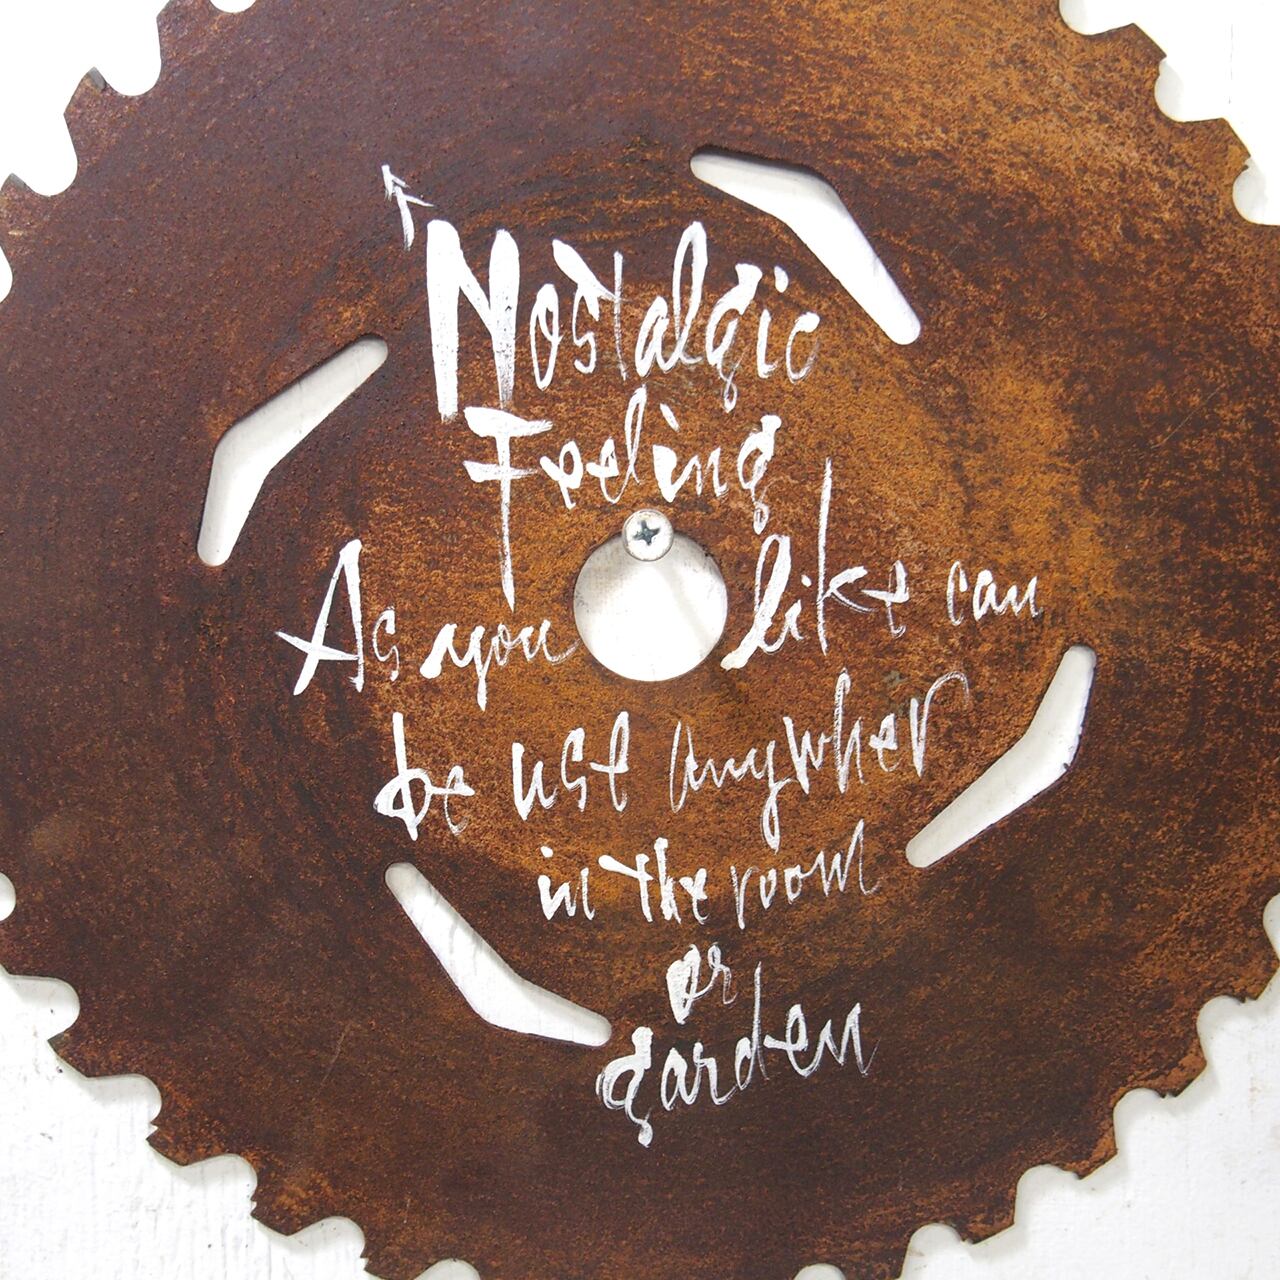 Nostalgic
Feeling
As you like can
be use anywher
in the room
or
garden